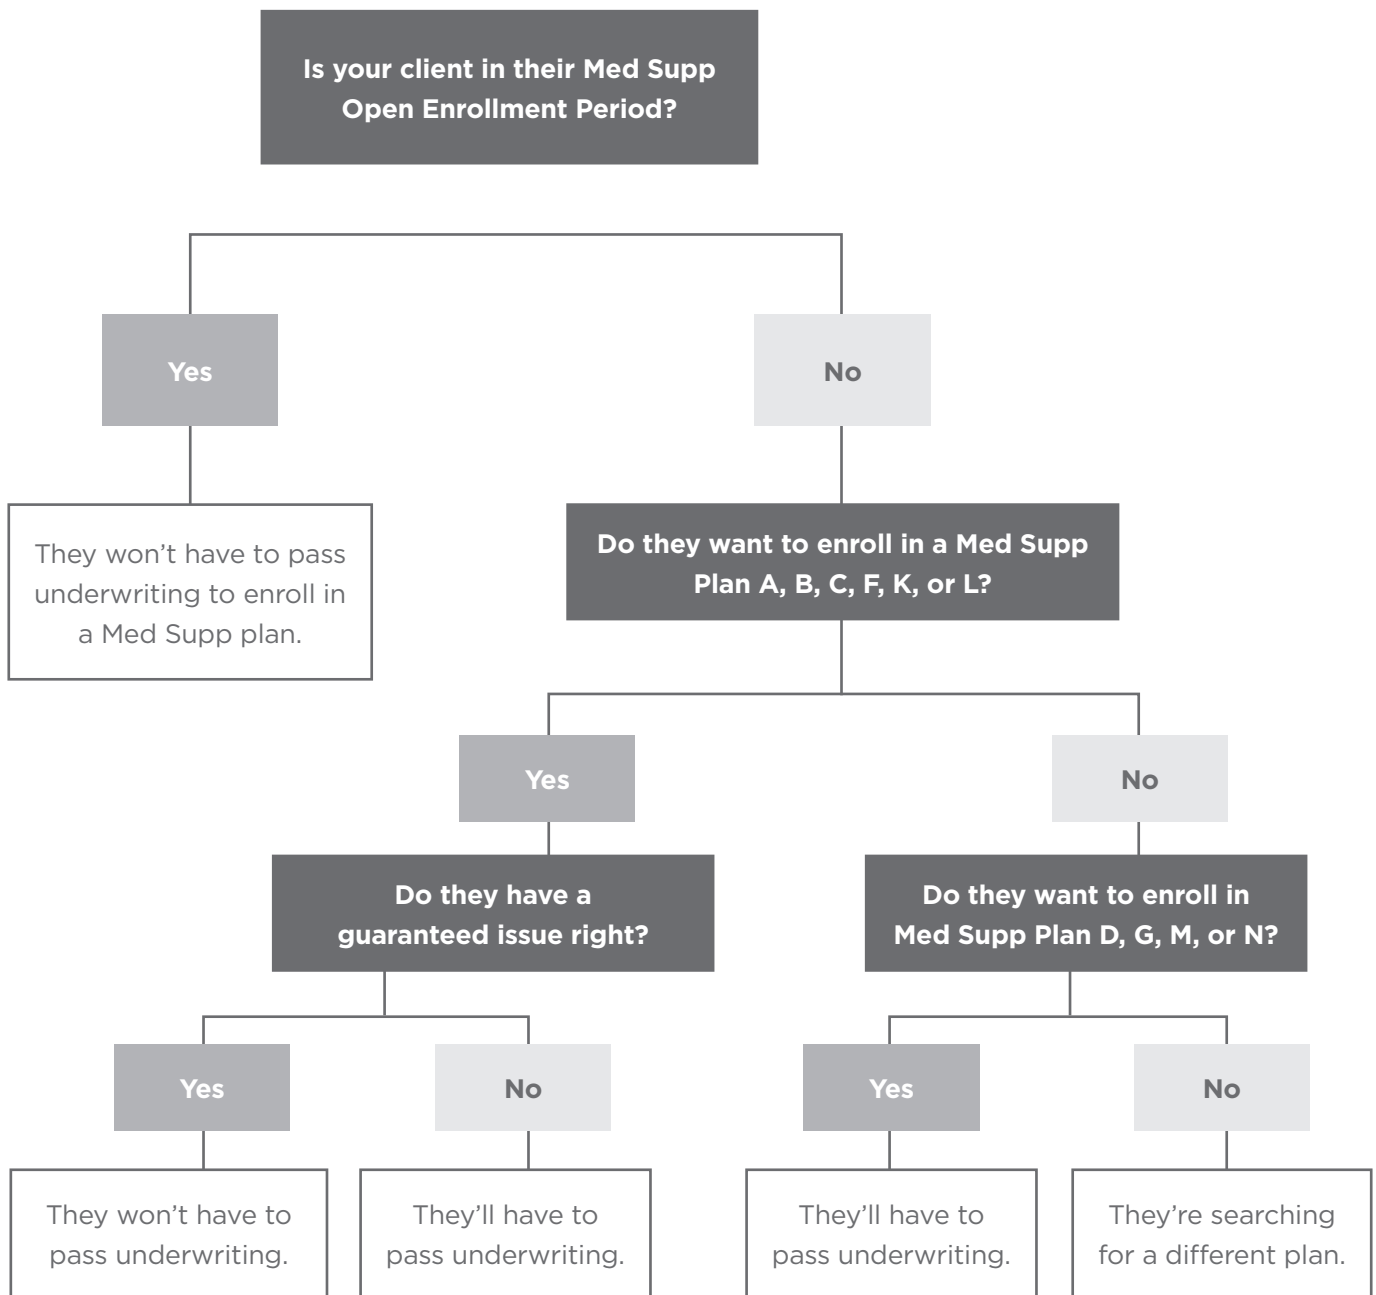 Is your client in their Med Supp
Open Enrollment Period?
Yes
No
They won't have to pass
underwriting to enroll in
a Med Supp plan.
Do they want to enroll in a Med Supp
Plan A, B, C, F, K, or L?
Yes
No
Do they have a
guaranteed issue right?
Do they want to enroll in
Med Supp Plan D, G, M, or N?
Yes
No
Yes
No
They won't have to
pass underwriting.
They'll have to
pass underwriting.
They'll have to
pass underwriting.
They're searching
for a different plan.